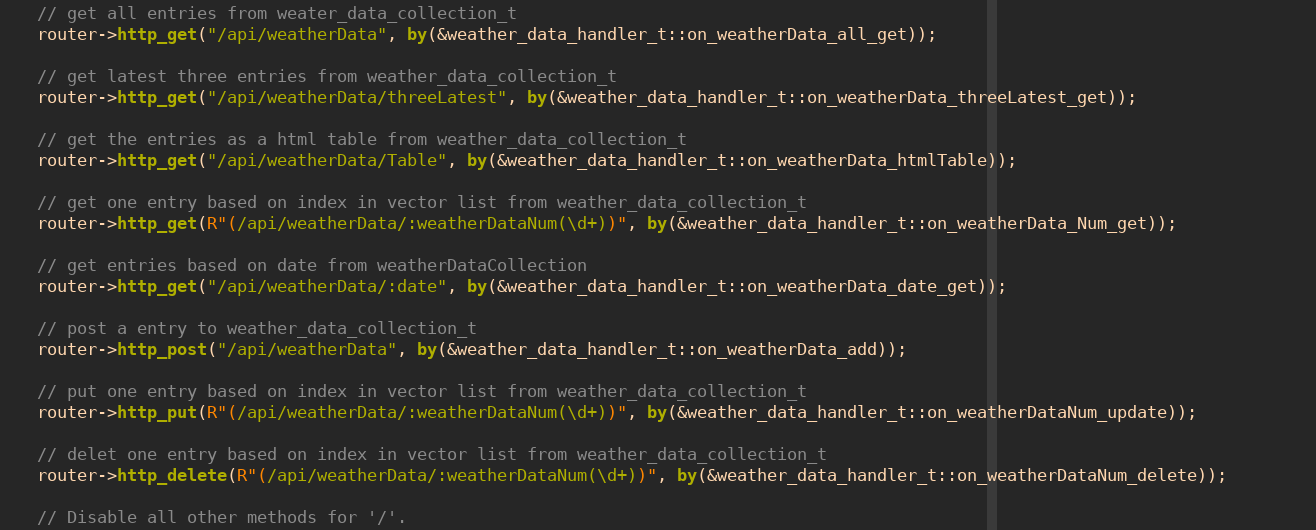 // get all entries from weater_data_collection_t
router->http_get("/api/weatherData", by(&weather_data_handler_t::on_weatherData_all_get));
// get latest three entries from weather_data_collection_t
router->http_get("/api/weatherData/threeLatest", by(&weather_data_handler_t::on_weatherData_threeLatest_get));
// get the entries as a html table from weather_data_collection_t
router->http_get("/api/weatherData/Table", by(&weather_data_handler_t::on_weatherData_htmlTable));
// get one entry based on index in vector list from weather_data_collection_t
router->http_get(R"(/api/weatherData/:weatherDataNum(\d+))", by(&weather_data_handler_t::on_weatherData_Num_get));
// get entries based on date from weatherDataCollection
router->http_get("/api/weatherData/:date", by(&weather_data_handler_t::on_weatherData_date_get));
// post a entry to weather_data_collection_t
router->http_post("/api/weatherData", by(&weather_data_handler_t::on_weatherData_add));
// put one entry based on index in vector list from weather_data_collection_t
router->http_put(R"(/api/weatherData/:weatherDataNum(\d+))", by(&weather_data_handler_t::on_weatherDataNum_update));
// delet one entry based on index in vector list from weather_data_collection_t
router->http_delete(R"(/api/weatherData/:weatherDataNum(\d+))", by(&weather_data_handler_t::on_weatherDataNum_delete));
// Disable all other methods for '/'.